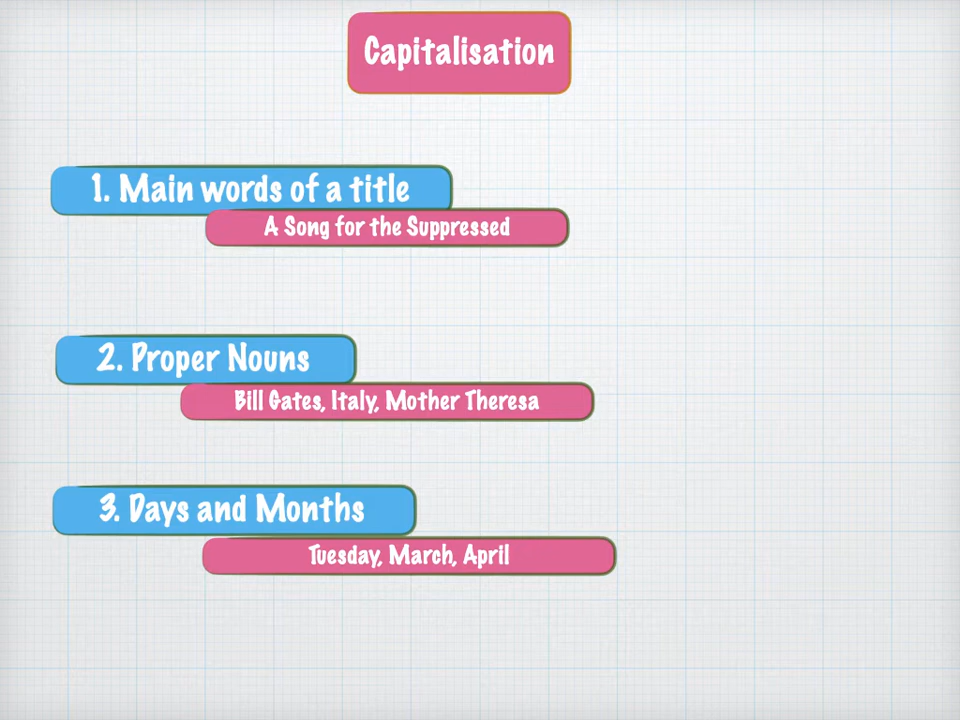 Capitalisation
1. Main words of a title
A Song for the Suppressed
2. Proper Nouns
Bill Gates, Italy, Mother Theresa
3. Days and Months
Tuesday, March, April